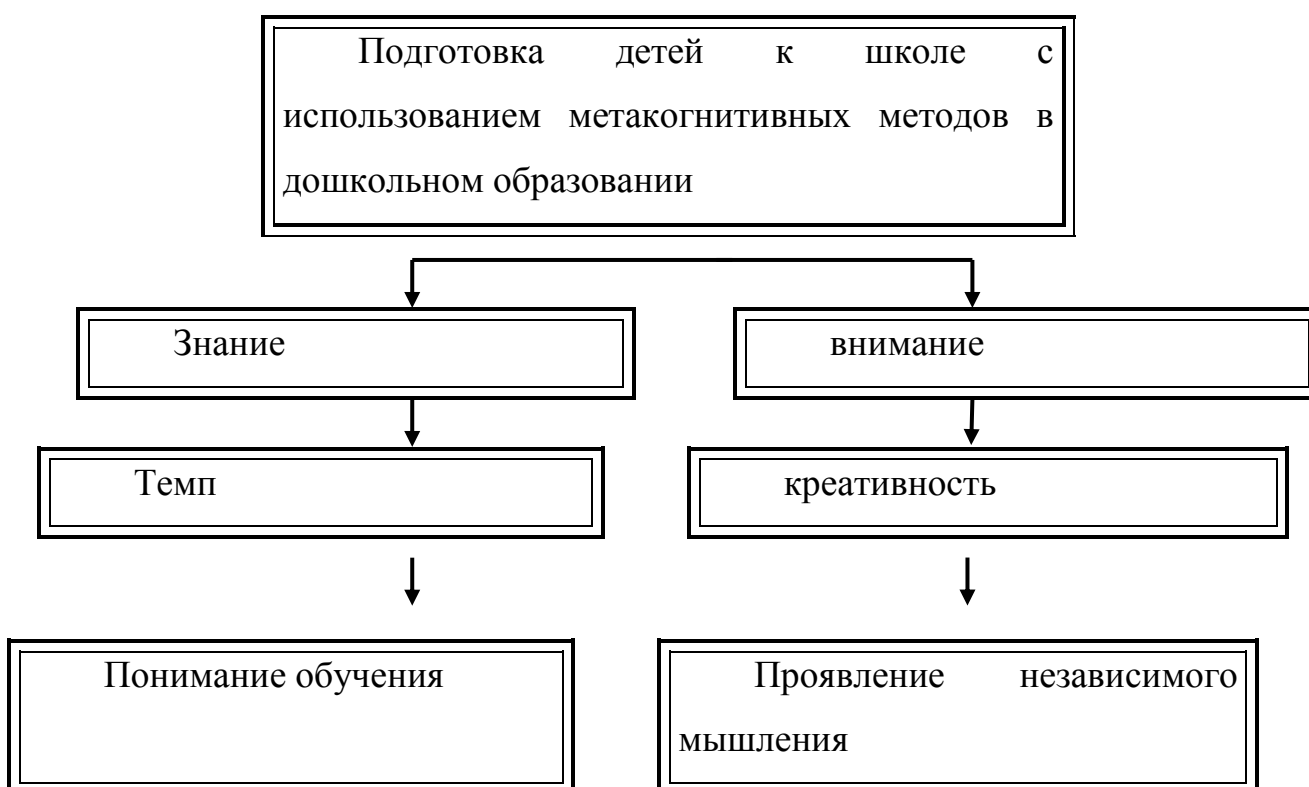 Подготовка детей к школе с
использованием метакогнитивных методов в
дошкольном образовании
Знание
внимание
Темп
креативность
Понимание обучения
Проявление независимого
мышления